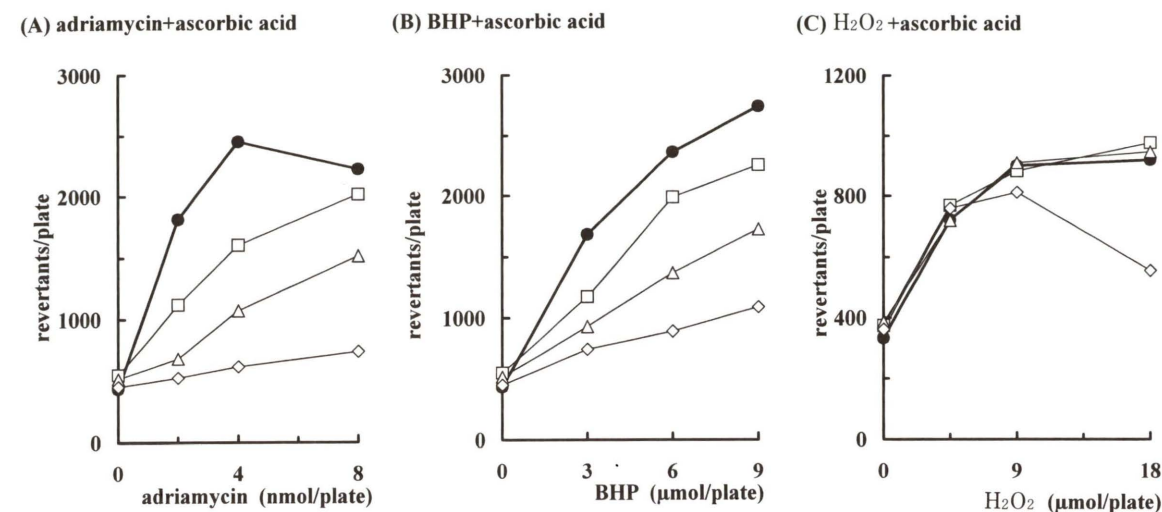 (A) adriamycin+ascorbic acid
(B) BHP+ascorbic acid
(C) H2O2+ascorbic acid
revertants/plate
3000
2000
1000
0
0
4
8
adriamycin (nmol/plate)
revertants/plate
3000
2000
1000
0
0
3
6
9
BHP (μmol/plate)
revertants/plate
1200
800
400
0
0
9
18
H2O2 (μmol/plate)